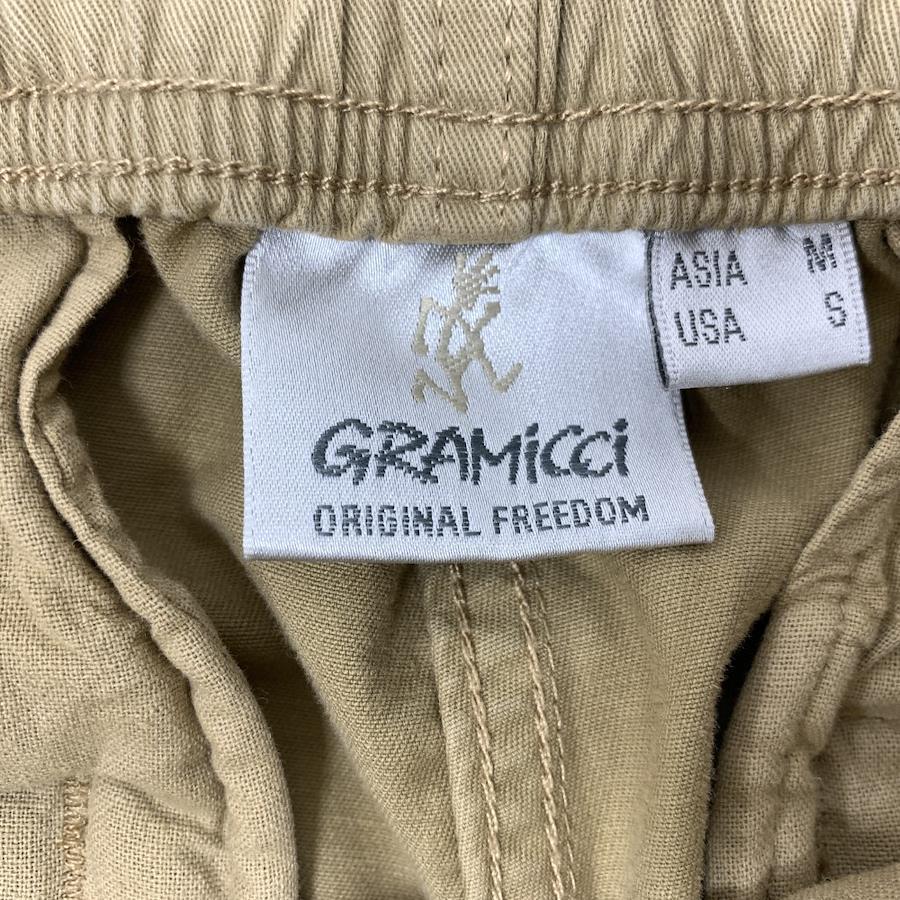 GRAMiCCi
ORIGINAL FREEDOM
ASIA M
USA S